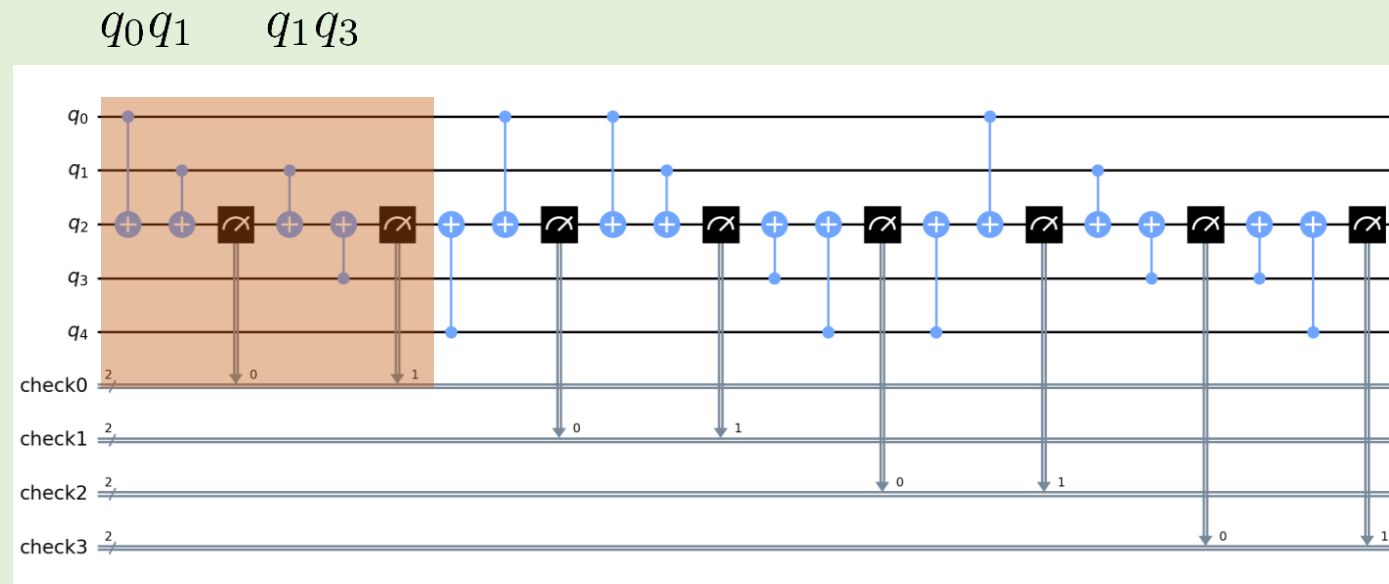 q0q1 q1q3
q0
q1
q2
q3
q4
check0 2 0 1
check1 2 0 1
check2 2 0 1
check3 2 0 1